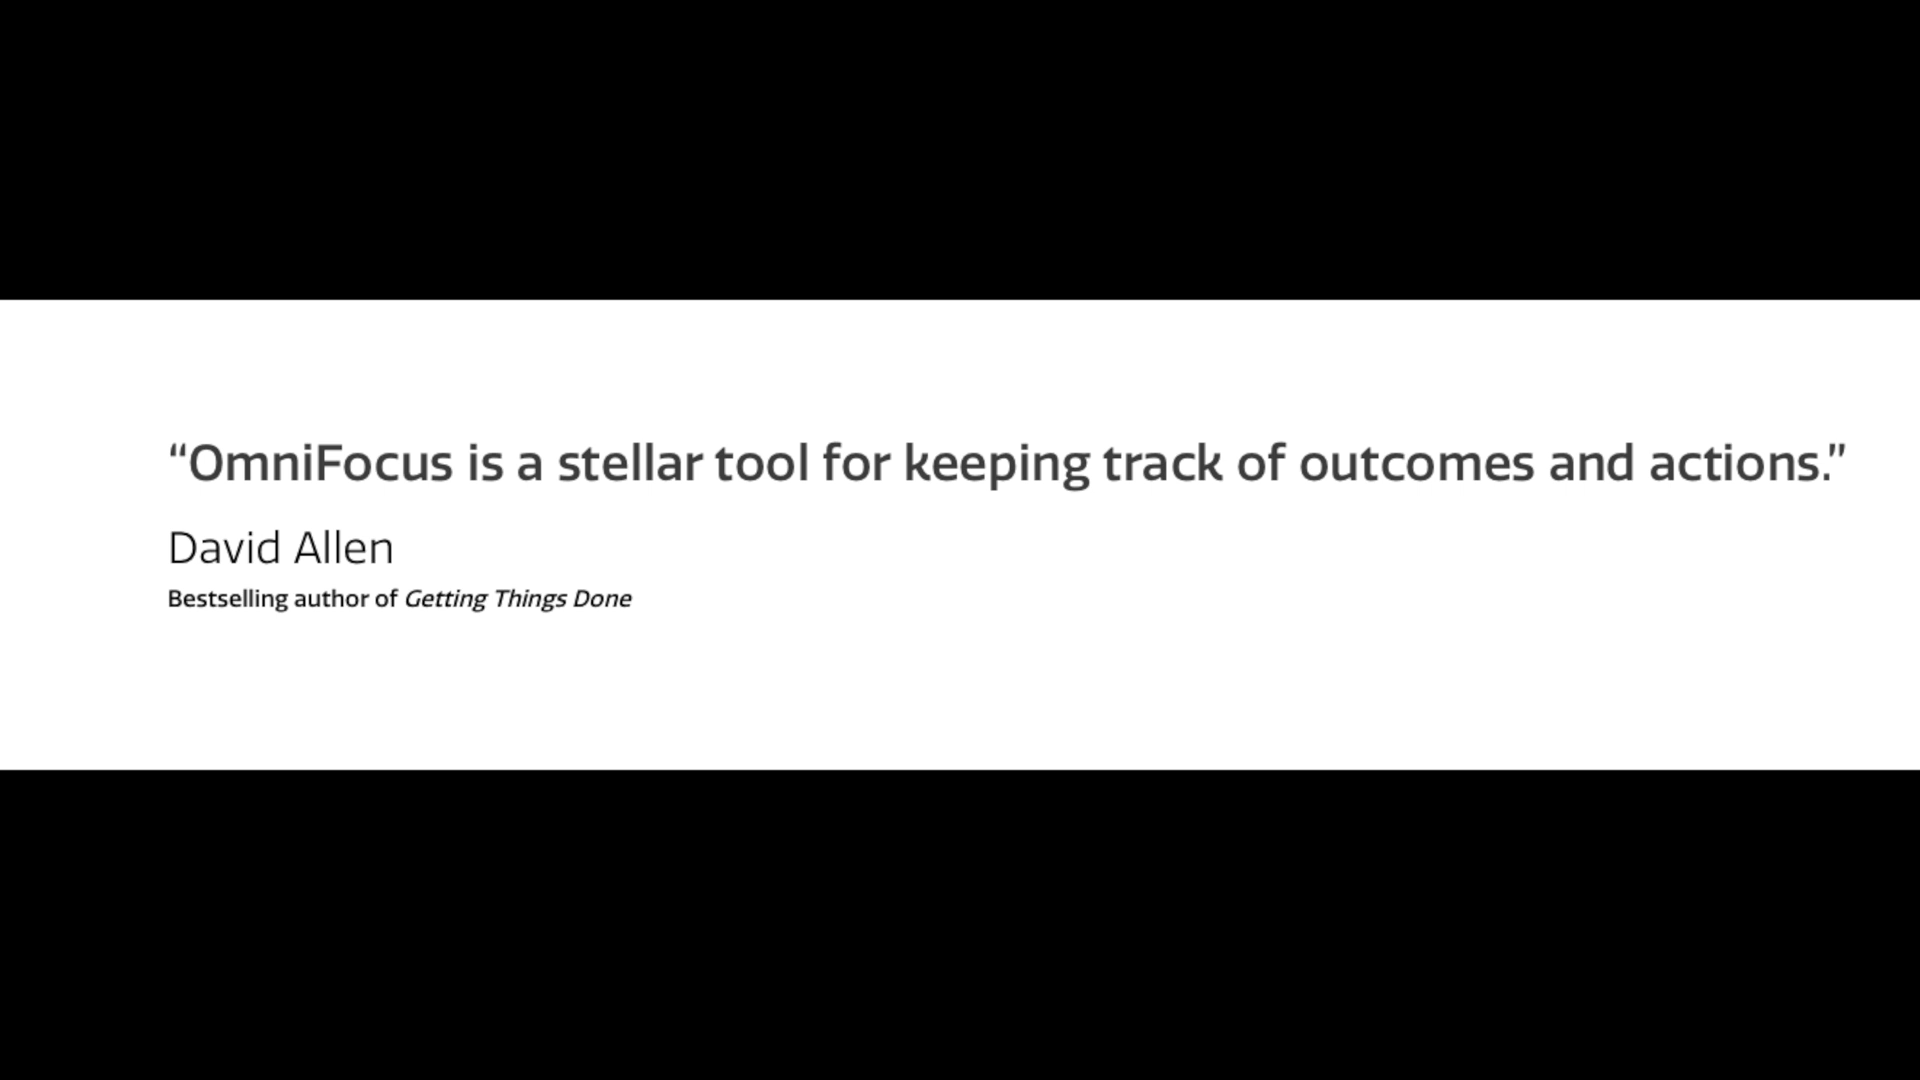 “OmniFocus is a stellar tool for keeping track of outcomes and actions.”
David Allen
Bestselling author of Getting Things Done